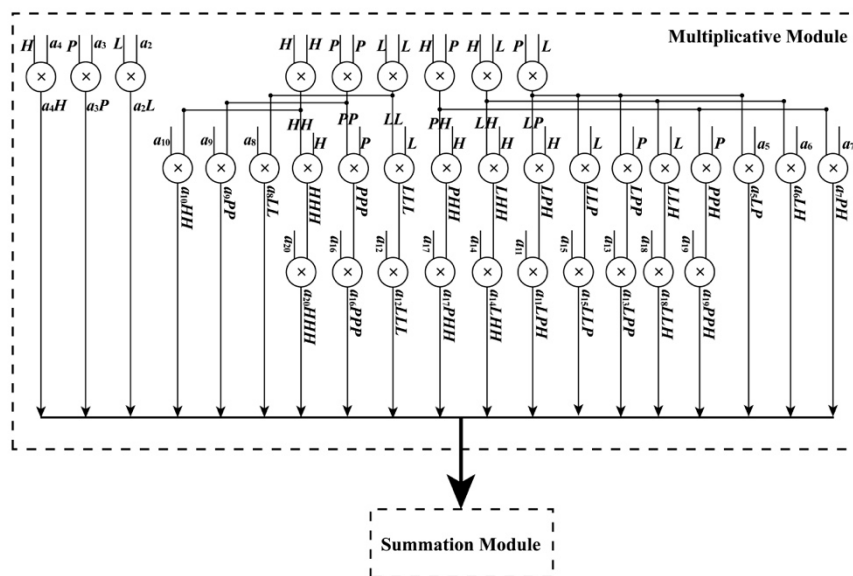 Multiplicative Module
H a4 P a3 L a2 H H P P L L H P H L P L
× × × × × × × × ×
a4H a3P a2L
HH PP LL PH LH LP
a10 a9 a8 H P L H H H L P L P a5 a6 a7
× × × × × × × × × × × × × × × ×
a10HH a9PP a8LL HHH PPP LLL PHH LHH LPH LLP LPP LLH PPH a5LP a6LH a7PH
a20 a16 a12 a17 a14 a11 a15 a13 a18 a19
× × × × × × × × × ×
a20HHH a16PPP a12LLL a17PHH a14LHH a11LPH a15LLP a13LPP a18LLH a19PPH
Summation Module